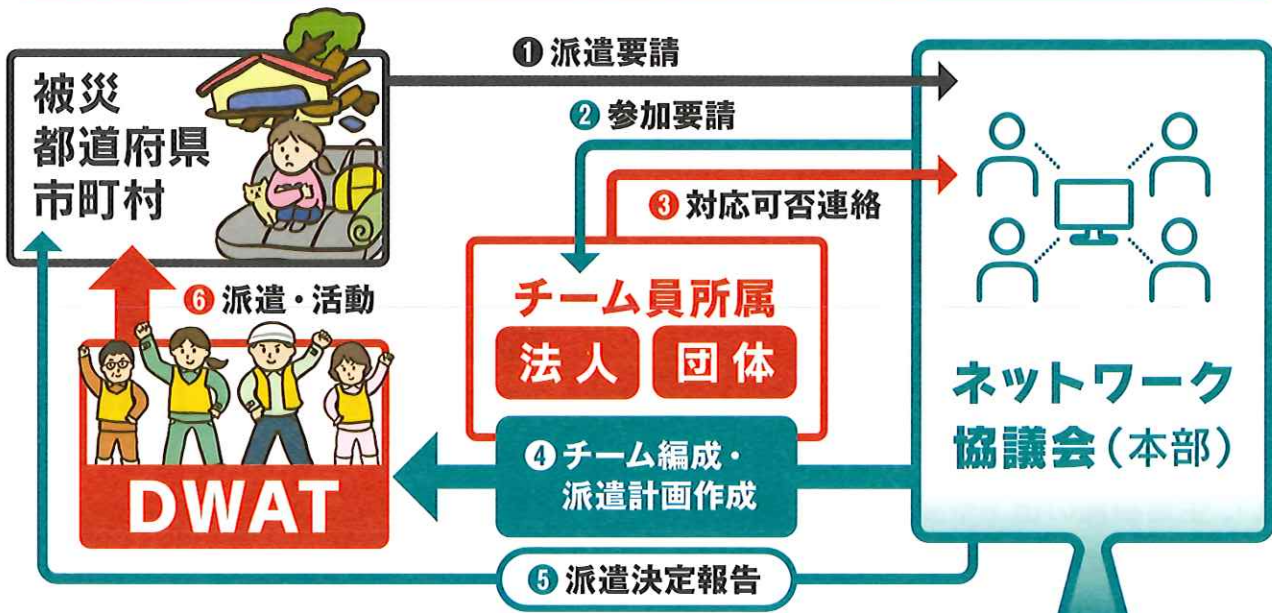 被災
都道府県
市町村
❶派遣要請
❷参加要請
❸対応可否連絡
チーム員所属
法人 団体
❹チーム編成・
派遣計画作成
❺派遣決定報告
❻派遣・活動
DWAT
ネットワーク
協議会(本部)